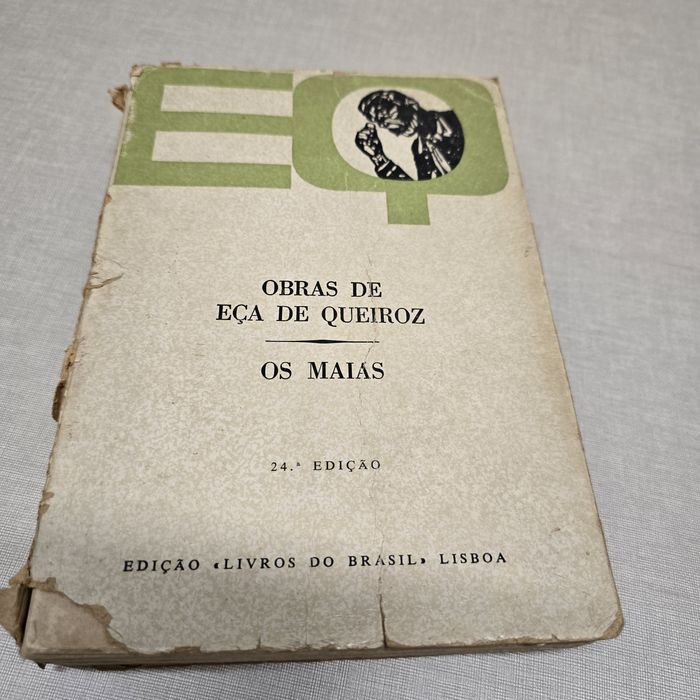 EQ
OBRAS DE
EÇA DE QUEIROZ
OS MAIAS
24.ª EDIÇÃO
EDIÇÃO «LIVROS DO BRASIL» LISBOA